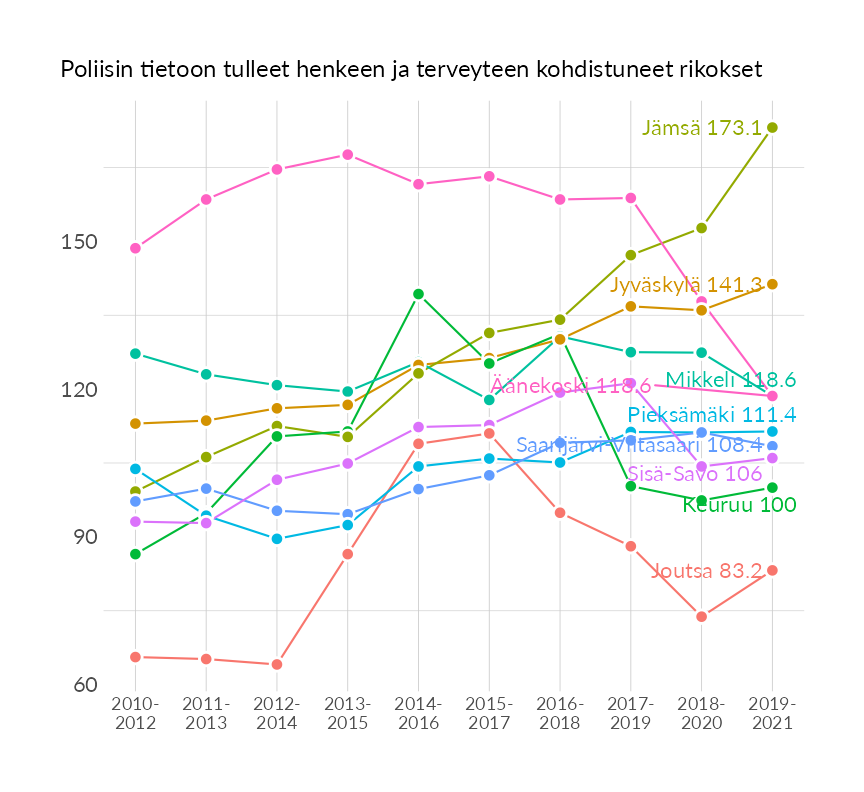 Poliisin tietoon tulleet henkeen ja terveyteen kohdistuneet rikokset
Jämsä 173.1
150
Jyväskylä 141.3
120
Mikkeli 118.6
Äänekoski 118.6
Pieksämäki 111.4
Saarijärvi-Viitasaari 108.4
Sisä-Savo 106
Keuruu 100
90
Joutsa 83.2
60
2010- 2011- 2012- 2013- 2014- 2015- 2016- 2017- 2018- 2019-
2012 2013 2014 2015 2016 2017 2018 2019 2020 2021